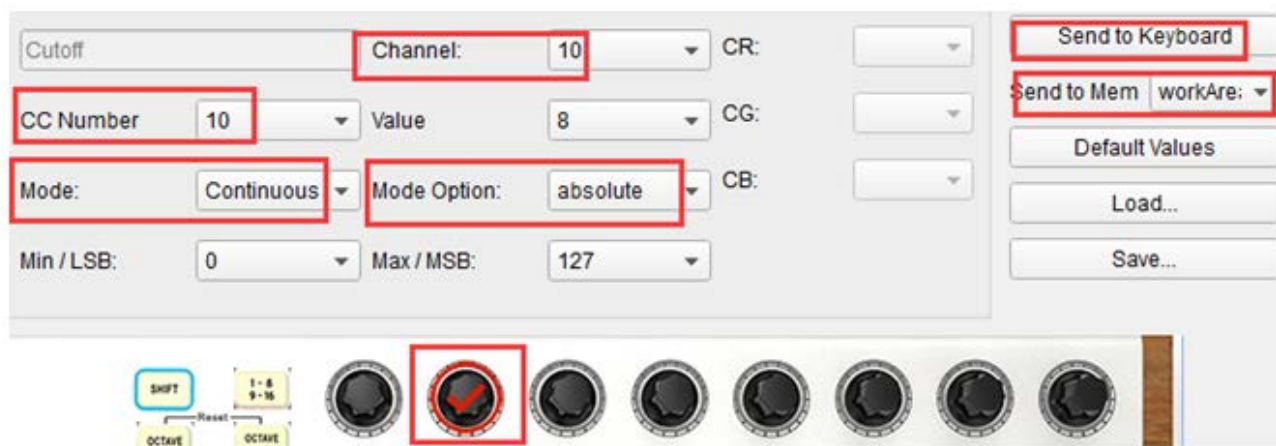 Cutoff Channel: 10 CR: Send to Keyboard
CC Number 10 Value 8 CG: Send to Mem workArea
Default Values
Mode: Continuous Mode Option: absolute CB:
Load...
Min / LSB: 0 Max / MSB: 127 Save...
SHIFT 1 - 8
9 - 16
Reset
OCTAVE OCTAVE